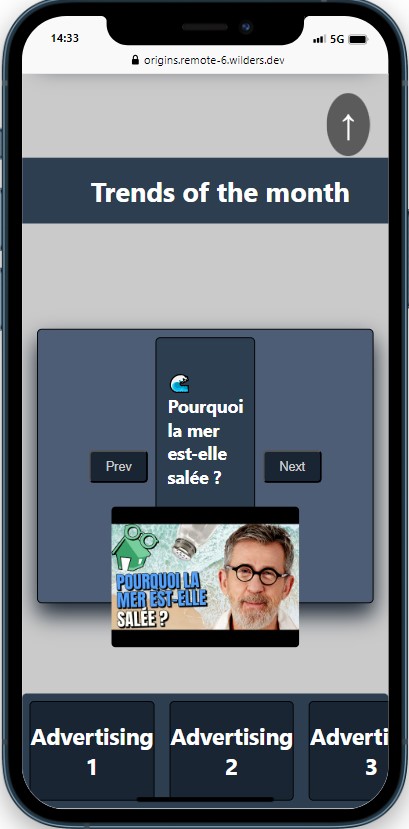 14:33
5G
origins.remote-6.wilders.dev
↑
Trends of the month
🌊
Pourquoi
la mer
est-elle
salée ?
Prev
Next
POURQUOI LA
MER EST-ELLE
SALÉE ?
Advertising
1
Advertising
2
Adverti
3